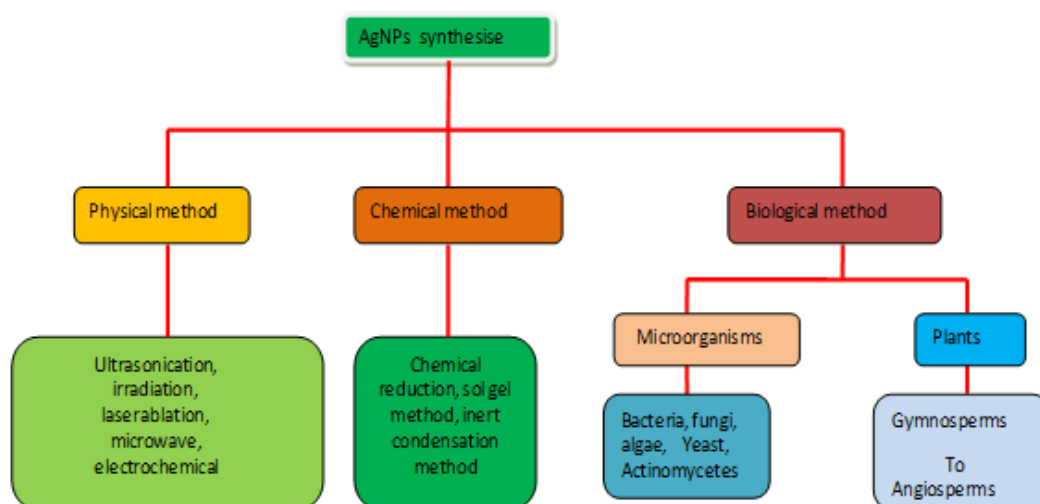 AgNPs synthesise
Physical method
Chemical method
Biological method
Microorganisms
Plants
Ultrasonication,
irradiation,
laserablation,
microwave,
electrochemical
Chemical
reduction, sol gel
method, inert
condensation
method
Bacteria, fungi,
algae, Yeast,
Actinomycetes
Gymnosperms
To
Angiosperms